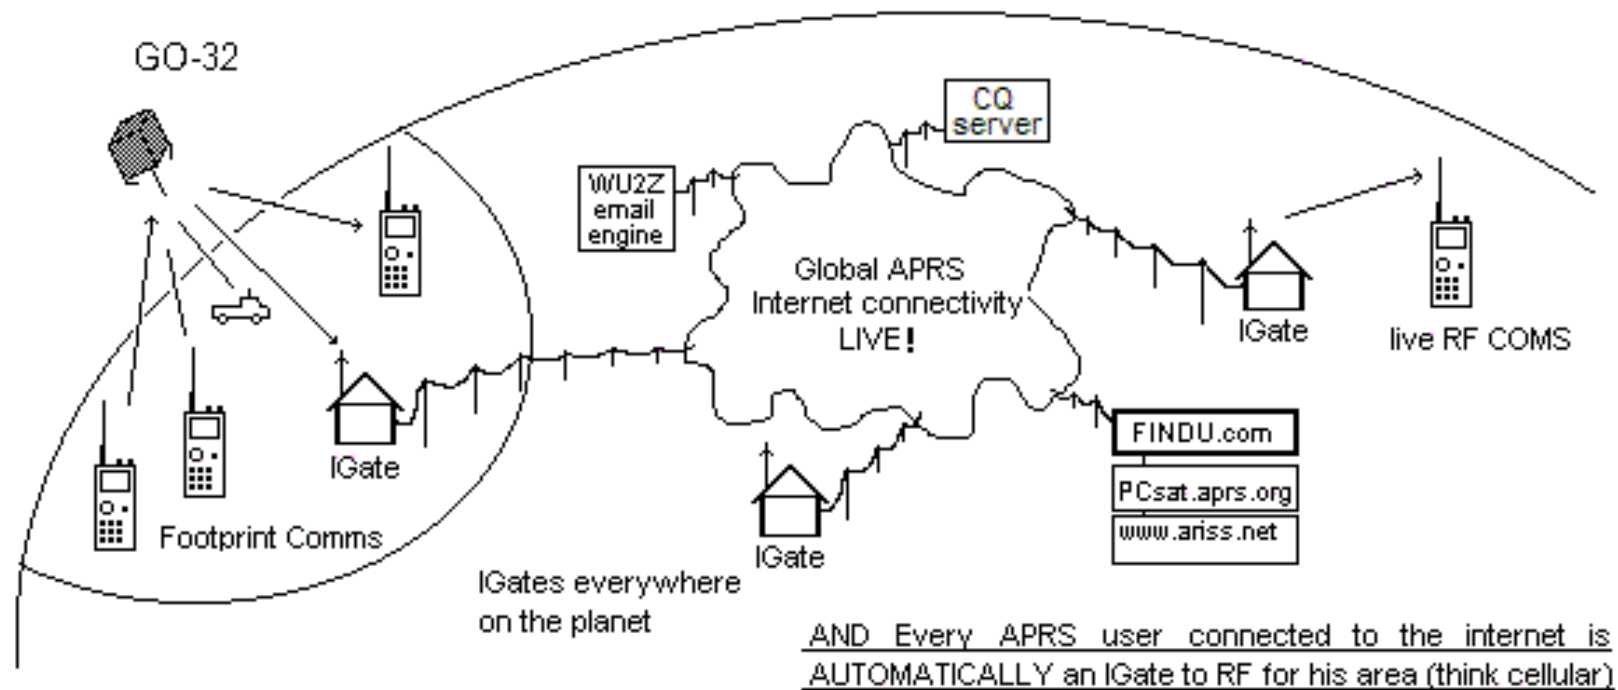 GO-32
CQ
server
WU2Z
email
engine
Global APRS
Internet connectivity
LIVE!
IGate
live RF COMS
IGate
FINDU.com
PCsat.aprs.org
www.ariss.net
Footprint Comms
IGate
IGates everywhere
on the planet
AND Every APRS user connected to the internet is
AUTOMATICALLY an IGate to RF for his area (think cellular)